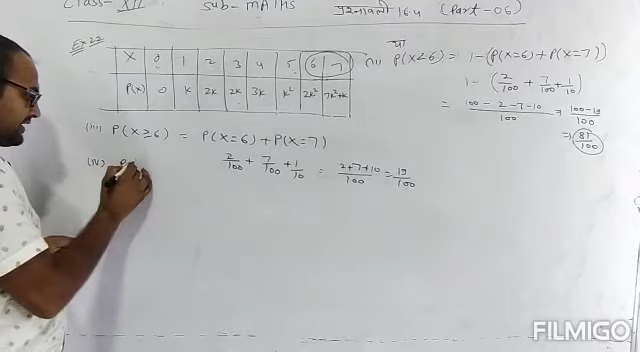 Class- XII Sub- MATHS प्रश्नावली 16.4 (Part-06)
Ex-22
X 0 1 2 3 4 5 6 7
P(X) 0 K 2K 2K 3K K² 2K² 7K²+K
(iii) P(X≥6) = P(X=6) + P(X=7)
2/100 + 7/100 + 1/10 = 2+7+10/100 = 19/100
(iv) P
या
(ii) P(X<6) = 1-(P(X=6)+P(X=7))
1 - (2/100 + 7/100 + 1/10)
= 100-2-7-10/100 = 100-19/100
= 81/100
FILMIGO